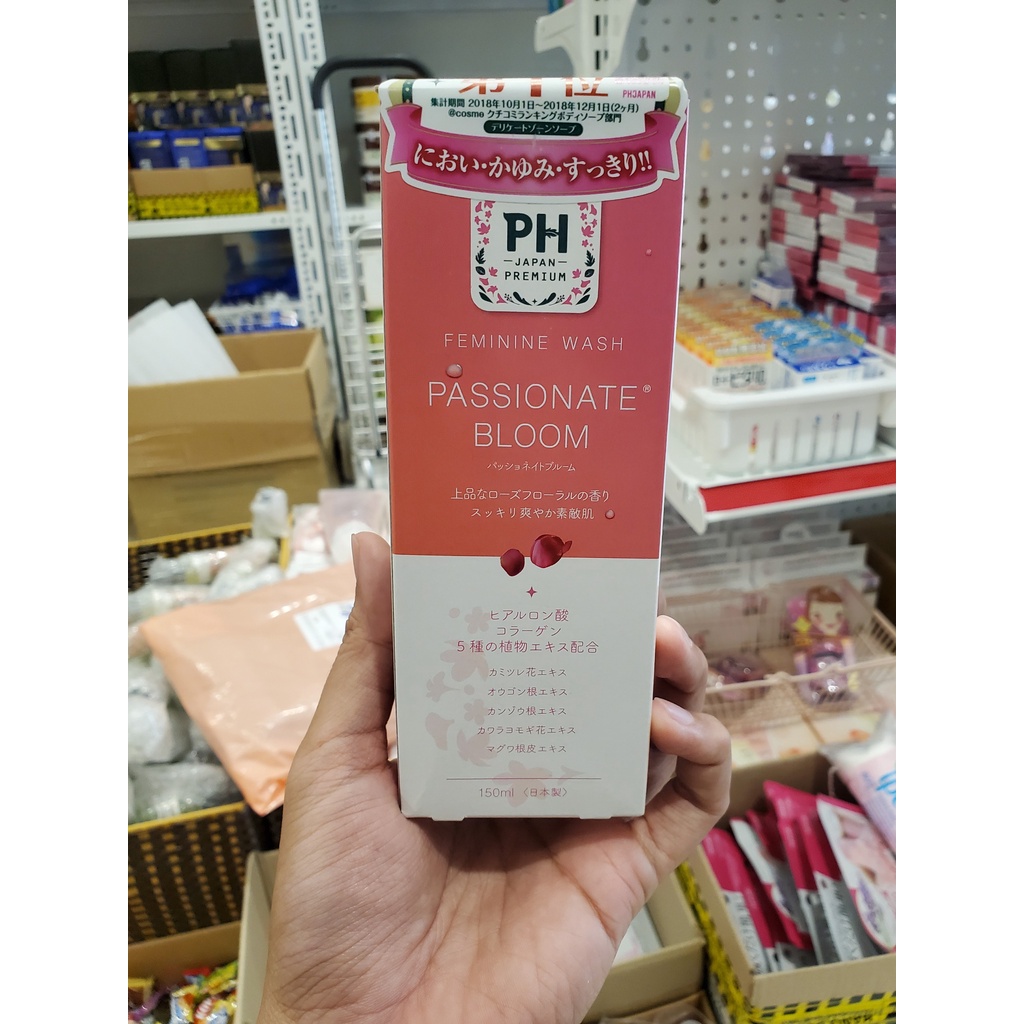 第1位
PHJAPAN
集計期間 2018年10月1日〜2018年12月1日(2ヶ月)
@cosme クチコミランキングボディソープ部門
デリケートゾーンソープ
におい・かゆみ・すっきり!!
PH
JAPAN
PREMIUM
FEMININE WASH
PASSIONATE®
BLOOM
パッショネイトブルーム
上品なローズフローラルの香り
スッキリ爽やか素敵肌
ヒアルロン酸
コラーゲン
5種の植物エキス配合
カミツレ花エキス
オウゴン根エキス
カンゾウ根エキス
カワラヨモギ花エキス
マグワ根皮エキス
150ml 〈日本製〉